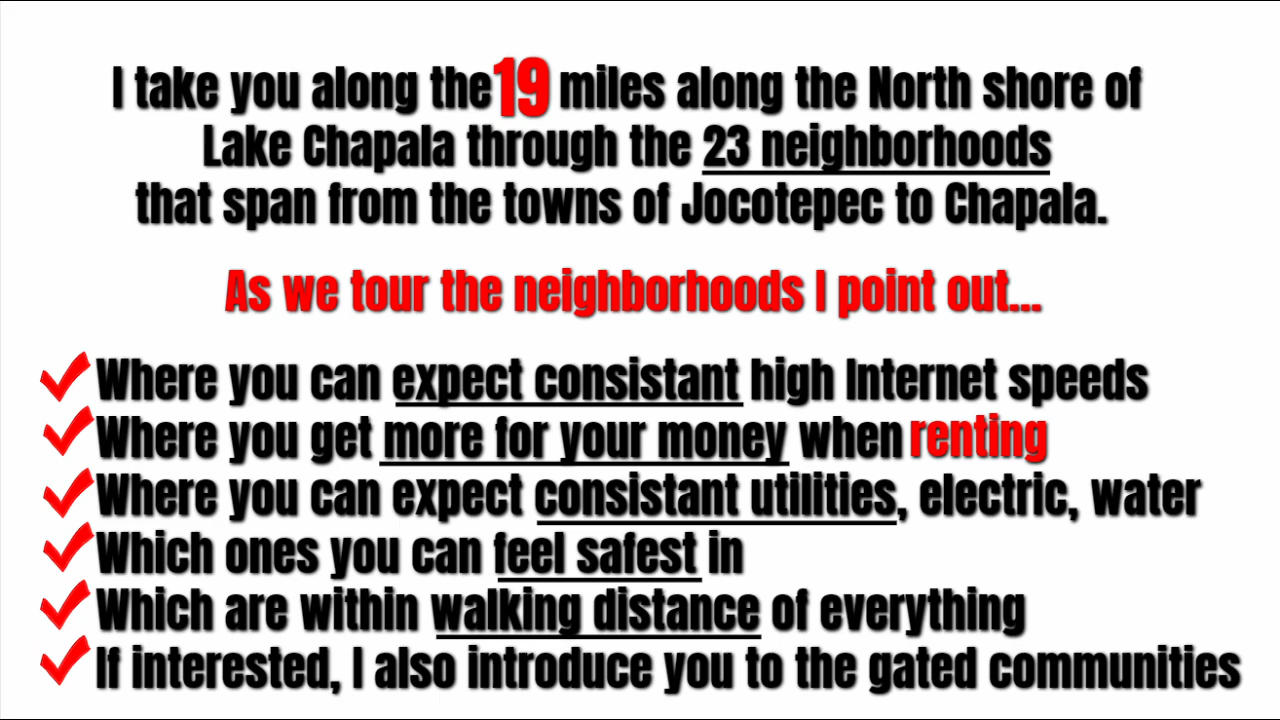 I take you along the 19 miles along the North shore of
Lake Chapala through the 23 neighborhoods
that span from the towns of Jocotepec to Chapala.
As we tour the neighborhoods I point out...
Where you can expect consistant high Internet speeds
Where you get more for your money when renting
Where you can expect consistant utilities, electric, water
Which ones you can feel safest in
Which are within walking distance of everything
If interested, I also introduce you to the gated communities